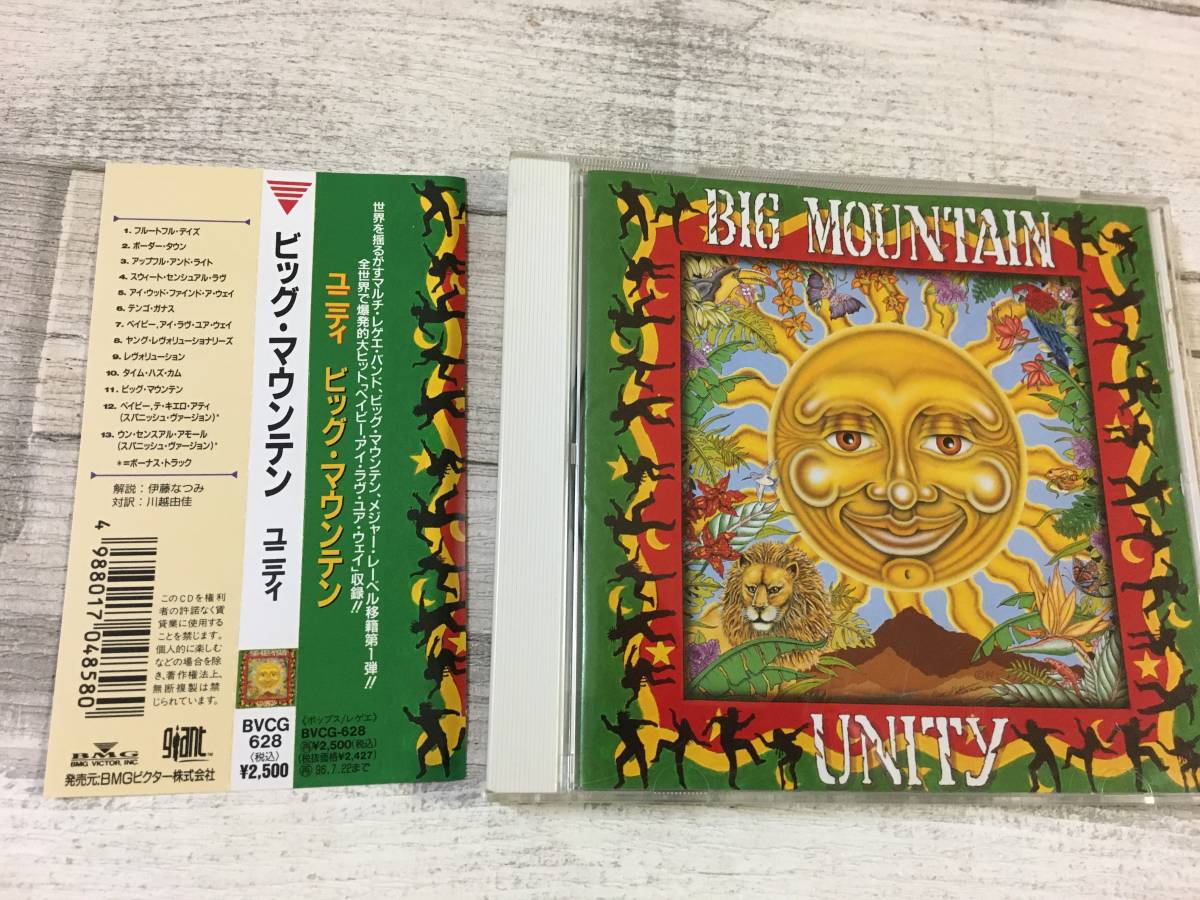 1. フルートフル・デイズ
2. ボーダー・タウン
3. アップフル・アンド・ライト
4. スウィート・センシュアル・ラヴ
5. アイ・ウッド・ファインド・ア・ウェイ
6. テンゴ・ガナス
7. ベイビー,アイ・ラヴ・ユア・ウェイ
8. ヤング・レヴォリューショナリーズ
9. レヴォリューション
10. タイム・ハズ・カム
11. ビッグ・マウンテン
12. ベイビー,テ・キエロ・アティ
(スパニッシュ・ヴァージョン)*
13. ウン・センスアル・アモール
(スパニッシュ・ヴァージョン)*
*=ボーナス・トラック
解説:伊藤なつみ
対訳:川越由佳
4 988017 048580
このCDを権利
者の許諾なく賃
貸業に使用する
ことを禁じます。
個人的に楽しむ
などの場合を除
き、著作権法上、
無断複製は禁
じられています。
BMG
BMG VICTOR, INC.
giant
発売元:BMGビクター株式会社
ビッグ・マウンテン ユニティ
BVCG
628
(税込)
¥2,500
世界を揺るがすマルチ・レゲエ・バンド、ビッグ・マウンテン、メジャー・レーベル移籍第1弾!!
全世界で爆発的大ヒット「ベイビー・アイ・ラヴ・ユア・ウェイ」収録!!
ユニティ ビッグ・マウンテン
《ポップス/レゲエ》
BVCG-628
再¥2,500(税込)
(税抜価格¥2,427)
再96.7.22まで
BIG MOUNTAIN
UNITY